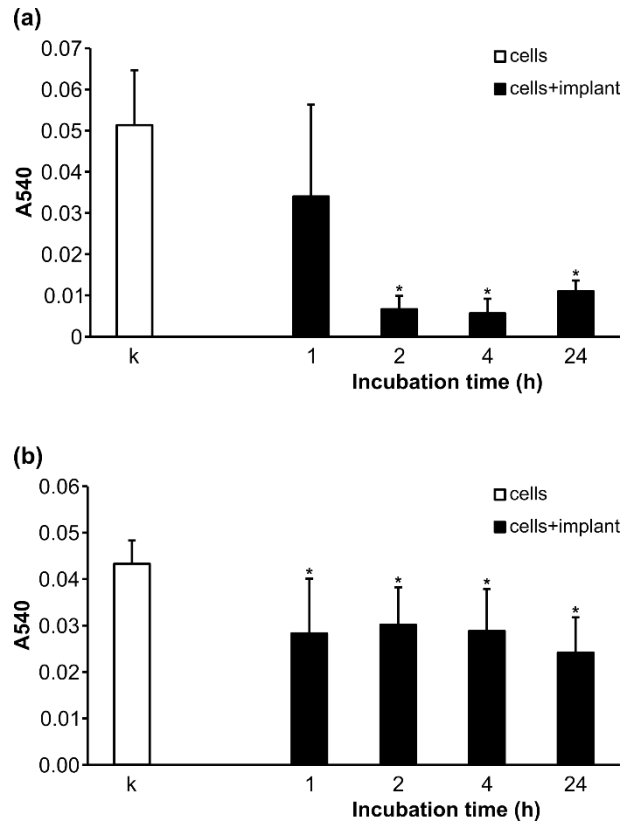 (a)
0.07
0.06
0.05
0.04
0.03
0.02
0.01
0
A540
cells
cells+implant
*
*
*
k
1
2
4
24
Incubation time (h)
(b)
0.06
0.05
0.04
0.03
0.02
0.01
0.00
A540
cells
cells+implant
*
*
*
*
k
1
2
4
24
Incubation time (h)